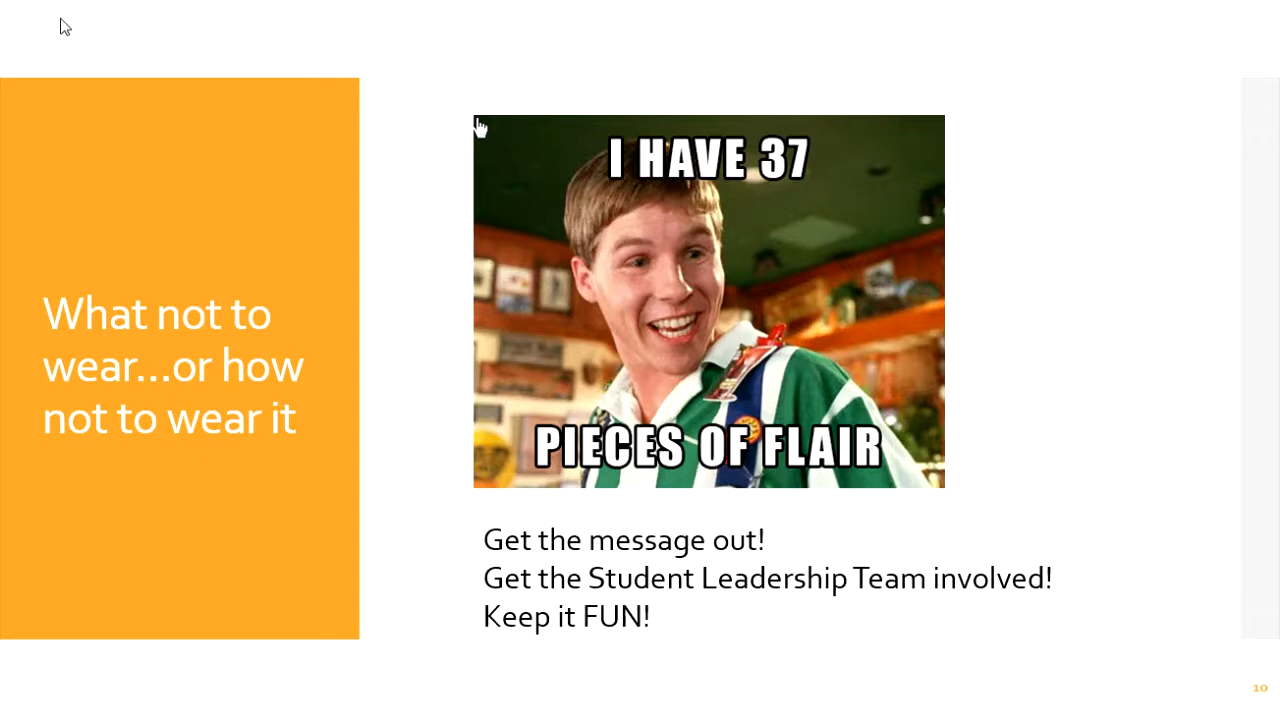 What not to
wear...or how
not to wear it
I HAVE 37
PIECES OF FLAIR
Get the message out!
Get the Student Leadership Team involved!
Keep it FUN!
10